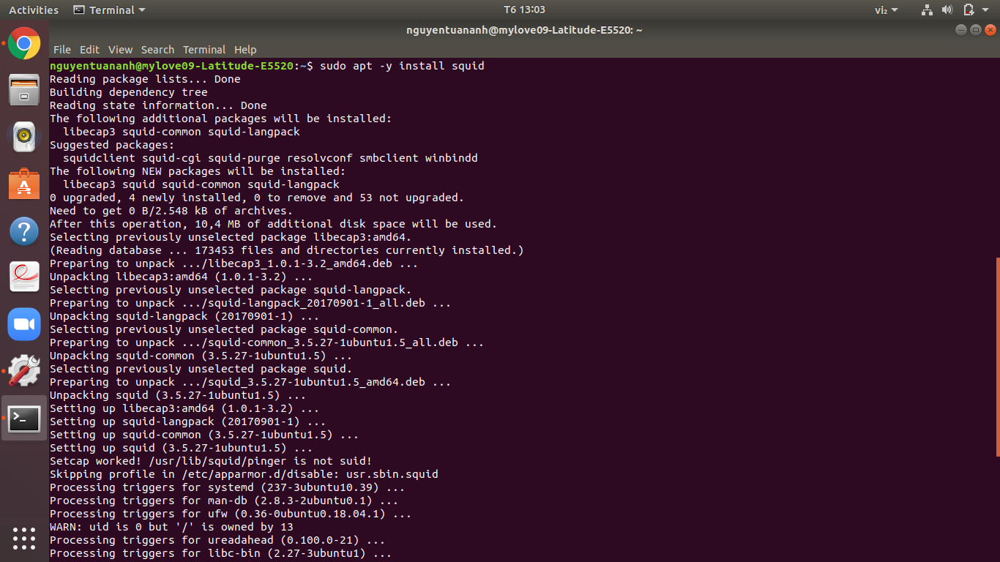 Activities Terminal T6 13:03 vi₂
nguyentuananh@mylove09-Latitude-E5520: ~
File Edit View Search Terminal Help
nguyentuananh@mylove09-Latitude-E5520:~$ sudo apt -y install squid
Reading package lists... Done
Building dependency tree
Reading state information... Done
The following additional packages will be installed:
  libecap3 squid-common squid-langpack
Suggested packages:
  squidclient squid-cgi squid-purge resolvconf smbclient winbindd
The following NEW packages will be installed:
  libecap3 squid squid-common squid-langpack
0 upgraded, 4 newly installed, 0 to remove and 53 not upgraded.
Need to get 0 B/2.548 kB of archives.
After this operation, 10,4 MB of additional disk space will be used.
Selecting previously unselected package libecap3:amd64.
(Reading database ... 173453 files and directories currently installed.)
Preparing to unpack .../libecap3_1.0.1-3.2_amd64.deb ...
Unpacking libecap3:amd64 (1.0.1-3.2) ...
Selecting previously unselected package squid-langpack.
Preparing to unpack .../squid-langpack_20170901-1_all.deb ...
Unpacking squid-langpack (20170901-1) ...
Selecting previously unselected package squid-common.
Preparing to unpack .../squid-common_3.5.27-1ubuntu1.5_all.deb ...
Unpacking squid-common (3.5.27-1ubuntu1.5) ...
Selecting previously unselected package squid.
Preparing to unpack .../squid_3.5.27-1ubuntu1.5_amd64.deb ...
Unpacking squid (3.5.27-1ubuntu1.5) ...
Setting up libecap3:amd64 (1.0.1-3.2) ...
Setting up squid-langpack (20170901-1) ...
Setting up squid-common (3.5.27-1ubuntu1.5) ...
Setting up squid (3.5.27-1ubuntu1.5) ...
Setcap worked! /usr/lib/squid/pinger is not suid!
Skipping profile in /etc/apparmor.d/disable: usr.sbin.squid
Processing triggers for systemd (237-3ubuntu10.39) ...
Processing triggers for man-db (2.8.3-2ubuntu0.1) ...
Processing triggers for ufw (0.36-0ubuntu0.18.04.1) ...
WARN: uid is 0 but '/' is owned by 13
Processing triggers for ureadahead (0.100.0-21) ...
Processing triggers for libc-bin (2.27-3ubuntu1) ...